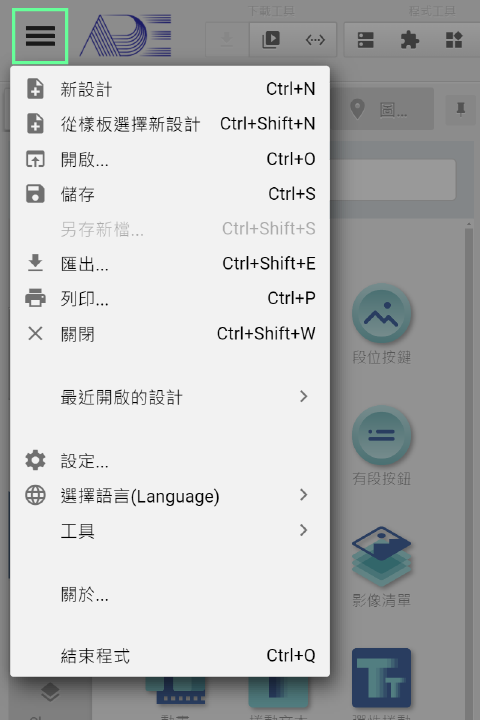 下載工具 程式工具
ADE
新設計 Ctrl+N
從樣板選擇新設計 Ctrl+Shift+N
開啟... Ctrl+O
圖...
儲存 Ctrl+S
另存新檔... Ctrl+Shift+S
匯出... Ctrl+Shift+E
列印... Ctrl+P
關閉 Ctrl+Shift+W
段位按鍵
最近開啟的設計
設定...
有段按鈕
選擇語言(Language)
工具
關於...
影像清單
結束程式 Ctrl+Q